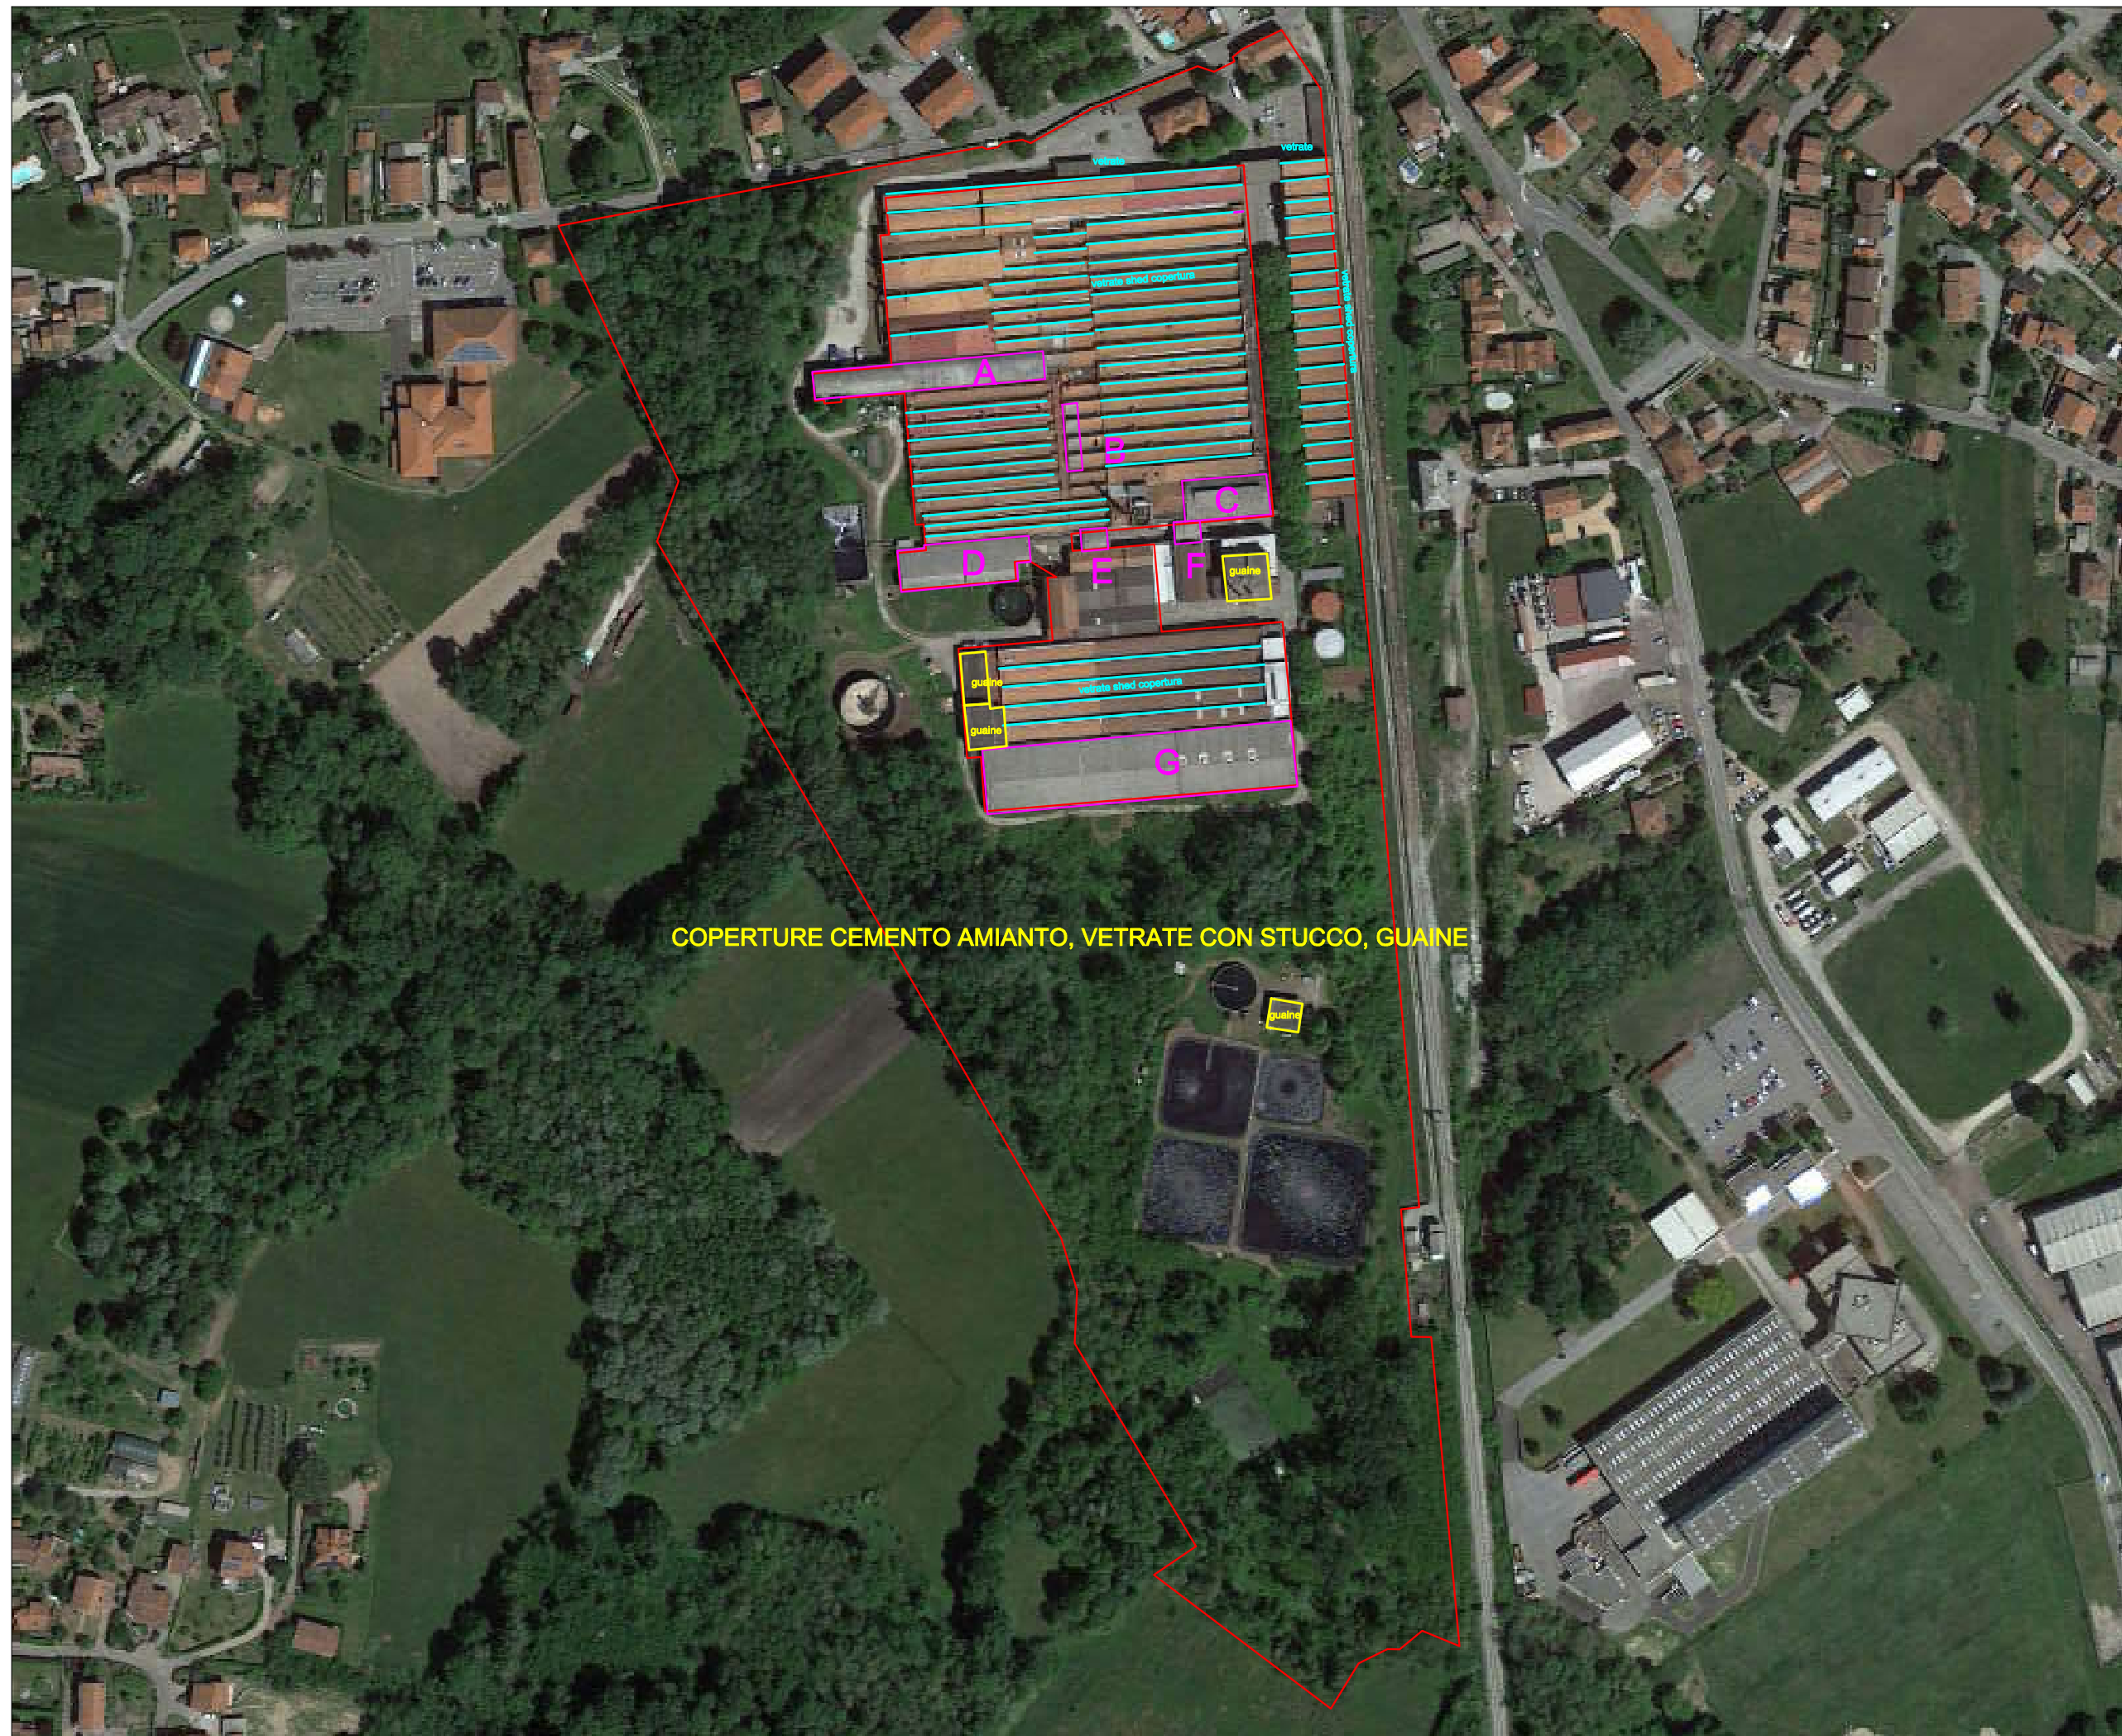 vetrate
vetrate
vetrate shed copertura
vetrate shed copertura
A
B
C
D
E
F
guaine
guaine
vetrate shed copertura
guaine
G
COPERTURE CEMENTO AMIANTO, VETRATE CON STUCCO, GUAINE
guaine